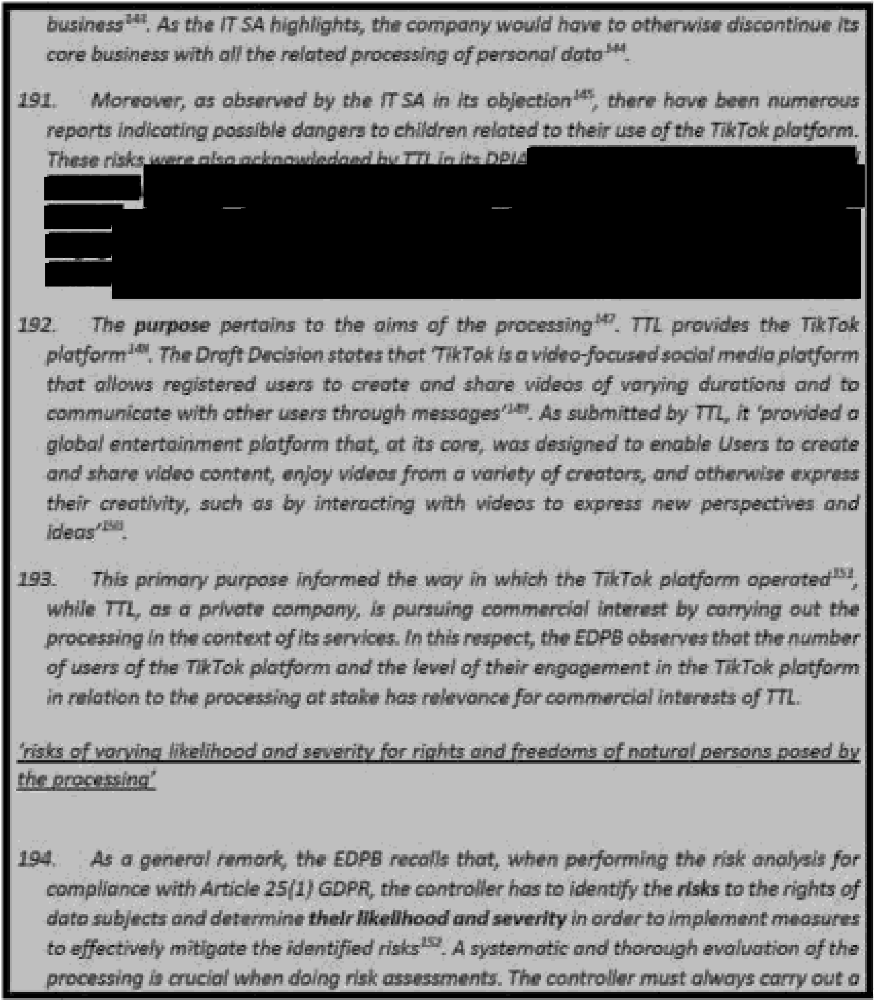 business143. As the IT SA highlights, the company would have to otherwise discontinue its
core business with all the related processing of personal data144.
191. Moreover, as observed by the IT SA in its objection145, there have been numerous
reports indicating possible dangers to children related to their use of the TikTok platform.
These risks were also acknowledged by TTL in its DPIA
192. The purpose pertains to the aims of the processing147. TTL provides the TikTok
platform148. The Draft Decision states that 'TikTok is a video-focused social media platform
that allows registered users to create and share videos of varying durations and to
communicate with other users through messages'149. As submitted by TTL, it 'provided a
global entertainment platform that, at its core, was designed to enable Users to create
and share video content, enjoy videos from a variety of creators, and otherwise express
their creativity, such as by interacting with videos to express new perspectives and
ideas'150.
193. This primary purpose informed the way in which the TikTok platform operated151,
while TTL, as a private company, is pursuing commercial interest by carrying out the
processing in the context of its services. In this respect, the EDPB observes that the number
of users of the TikTok platform and the level of their engagement in the TikTok platform
in relation to the processing at stake has relevance for commercial interests of TTL.
'risks of varying likelihood and severity for rights and freedoms of natural persons posed by
the processing'
194. As a general remark, the EDPB recalls that, when performing the risk analysis for
compliance with Article 25(1) GDPR, the controller has to identify the risks to the rights of
data subjects and determine their likelihood and severity in order to implement measures
to effectively mitigate the identified risks152. A systematic and thorough evaluation of the
processing is crucial when doing risk assessments. The controller must always carry out a